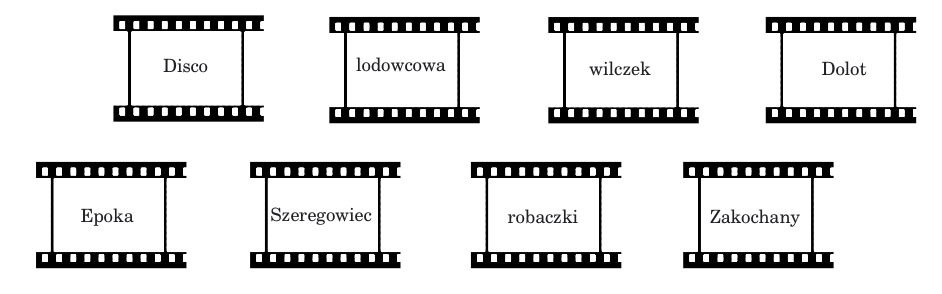 Disco lodowcowa wilczek Dolot
Epoka Szeregowiec robaczki Zakochany